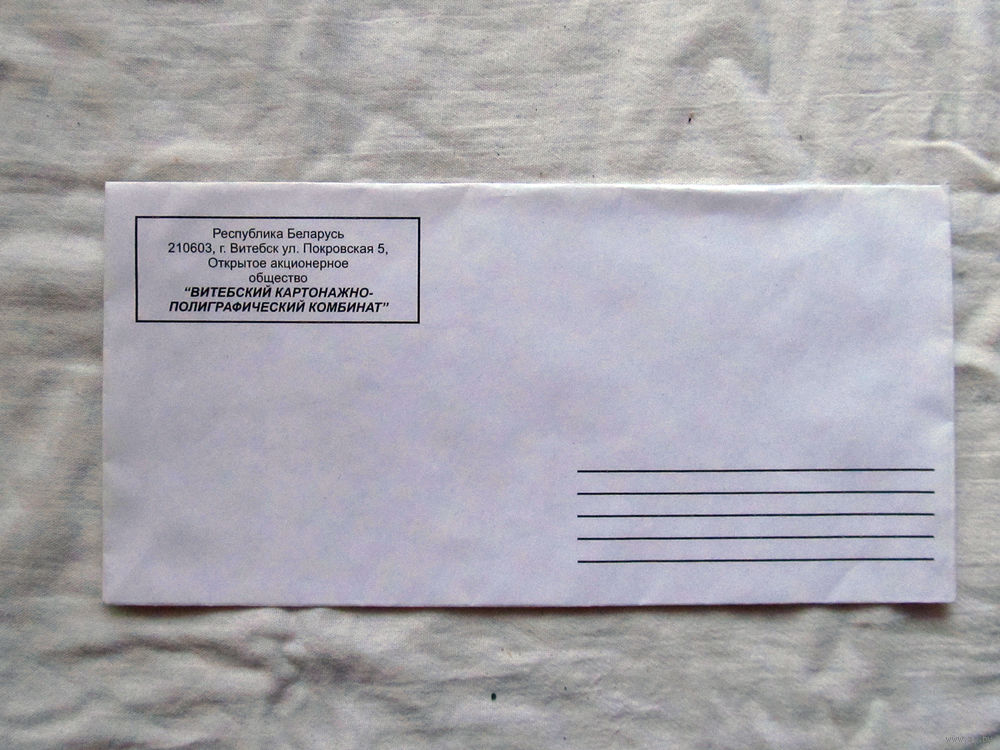 Республика Беларусь
210603, г. Витебск ул. Покровская 5,
Открытое акционерное
общество
“ВИТЕБСКИЙ КАРТОНАЖНО-
ПОЛИГРАФИЧЕСКИЙ КОМБИНАТ”